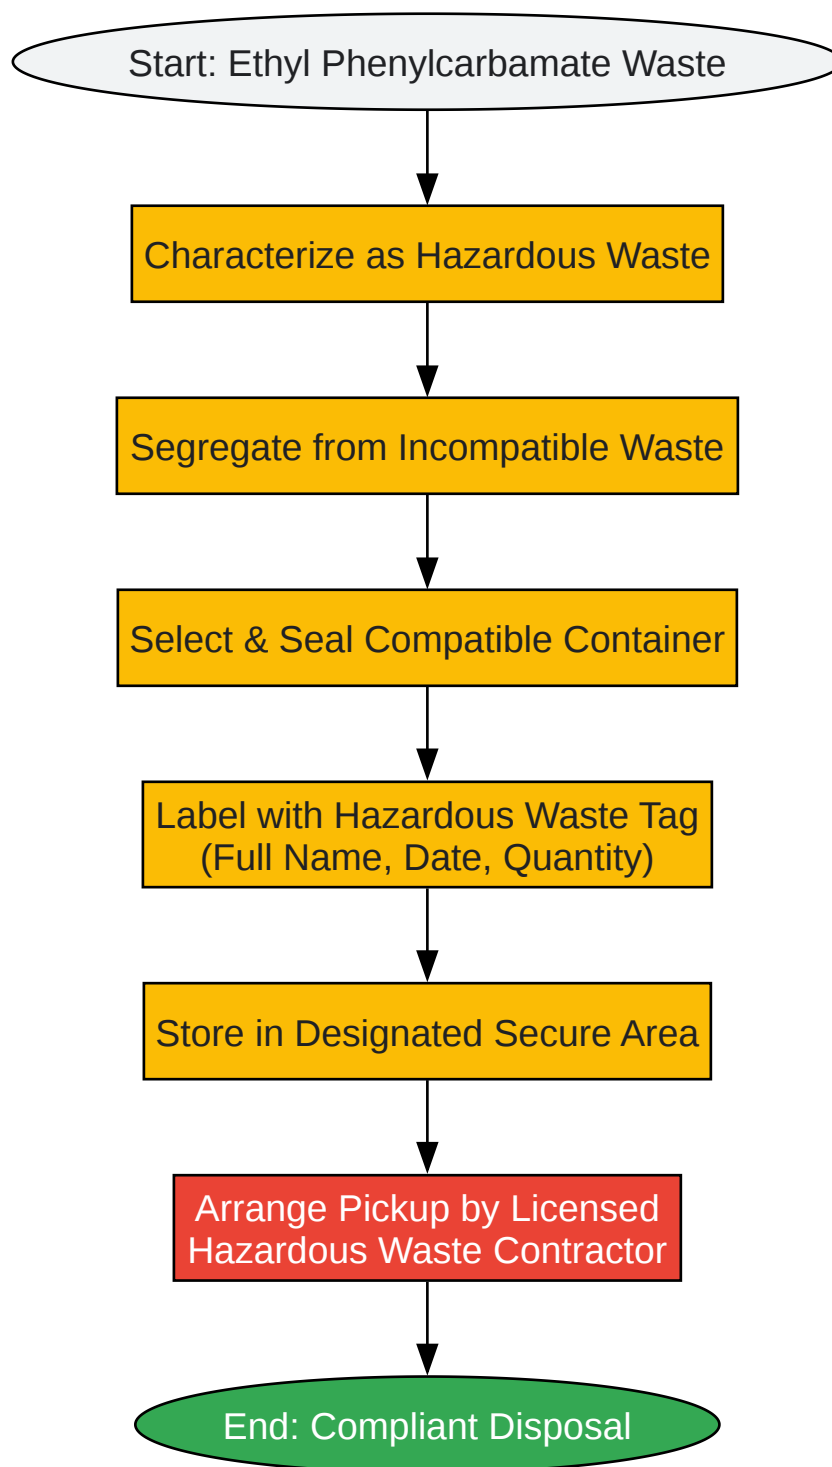 Start: Ethyl Phenylcarbamate Waste
Characterize as Hazardous Waste
Segregate from Incompatible Waste
Select & Seal Compatible Container
Label with Hazardous Waste Tag
(Full Name, Date, Quantity)
Store in Designated Secure Area
Arrange Pickup by Licensed
Hazardous Waste Contractor
End: Compliant Disposal